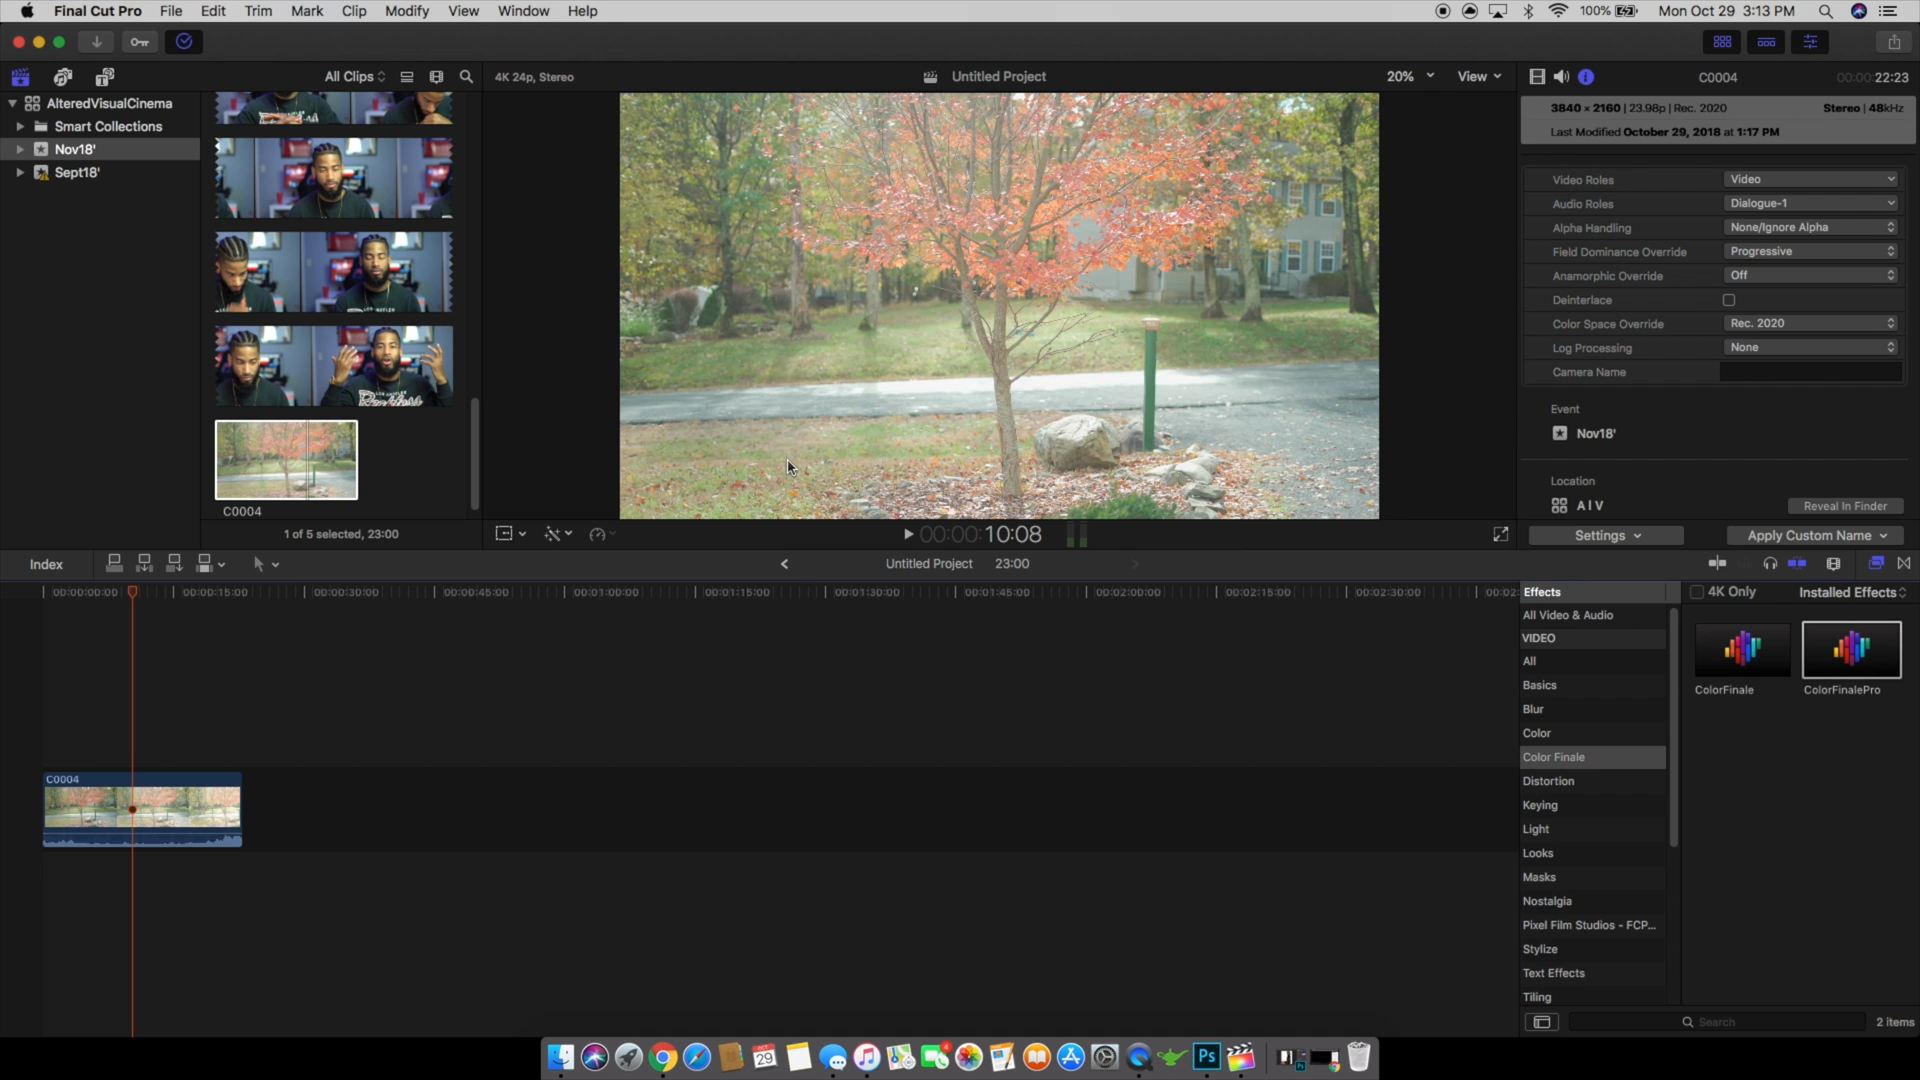 Final Cut Pro File Edit Trim Mark Clip Modify View Window Help 100% Mon Oct 29 3:13 PM
All Clips 4K 24p, Stereo Untitled Project 20% View C0004 00:00:22:23
AlteredVisualCinema
Smart Collections
Nov18'
Sept18'
C0004
1 of 5 selected, 23:00
00:00:10:08
3840 × 2160 | 23.98p | Rec. 2020 Stereo | 48kHz
Last Modified October 29, 2018 at 1:17 PM
Video Roles Video
Audio Roles Dialogue-1
Alpha Handling None/Ignore Alpha
Field Dominance Override Progressive
Anamorphic Override Off
Deinterlace
Color Space Override Rec. 2020
Log Processing None
Camera Name
Event
Nov18'
Location
A I V Reveal In Finder
Settings Apply Custom Name
Index Untitled Project 23:00
00:00:00:00 00:00:15:00 00:00:30:00 00:00:45:00 00:01:00:00 00:01:15:00 00:01:30:00 00:01:45:00 00:02:00:00 00:02:15:00 00:02:30:00 00:02:
C0004
Effects 4K Only Installed Effects
All Video & Audio
VIDEO
All
Basics
Blur
Color
Color Finale
Distortion
Keying
Light
Looks
Masks
Nostalgia
Pixel Film Studios - FCP...
Stylize
Text Effects
Tiling
ColorFinale ColorFinalePro
Search 2 items
OCT
29
4
Ps